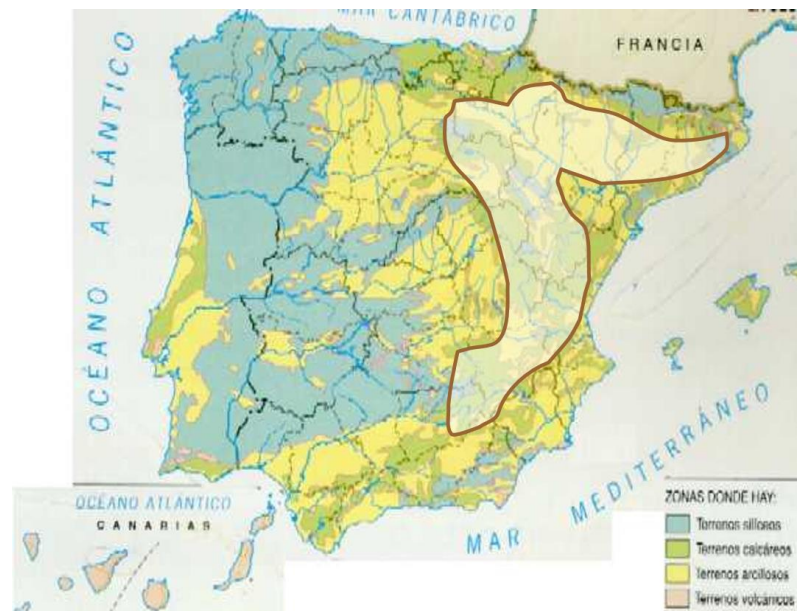 MAR CANTÁBRICO
FRANCIA
OCÉANO ATLÁNTICO
MAR MEDITERRÁNEO
OCÉANO ATLÁNTICO
CANARIAS
ZONAS DONDE HAY:
Terrenos silíceos
Terrenos calcáreos
Terrenos arcillosos
Terrenos volcánicos